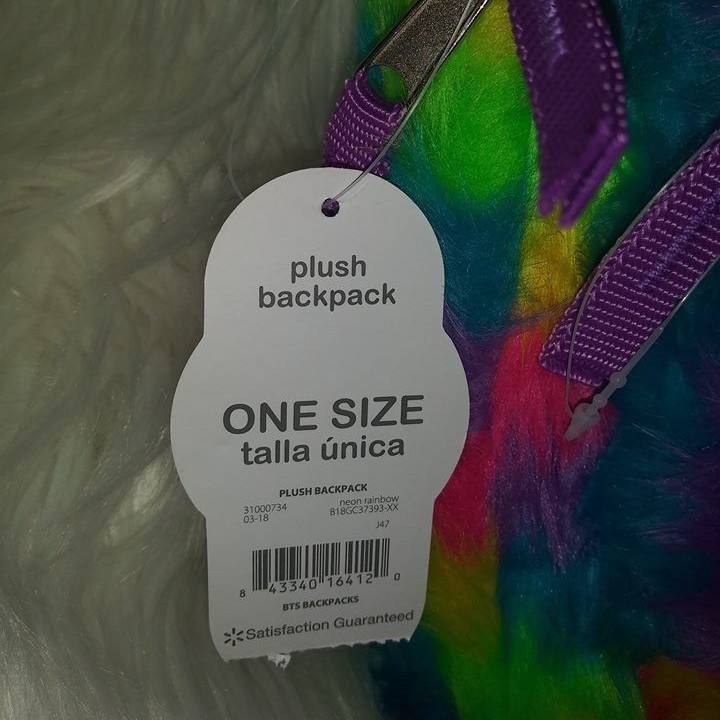 plush
backpack
ONE SIZE
talla única
PLUSH BACKPACK
31000734 neon rainbow
03-18 B18GC37393-XX
J47
8 43340 16412 0
BTS BACKPACKS
Satisfaction Guaranteed